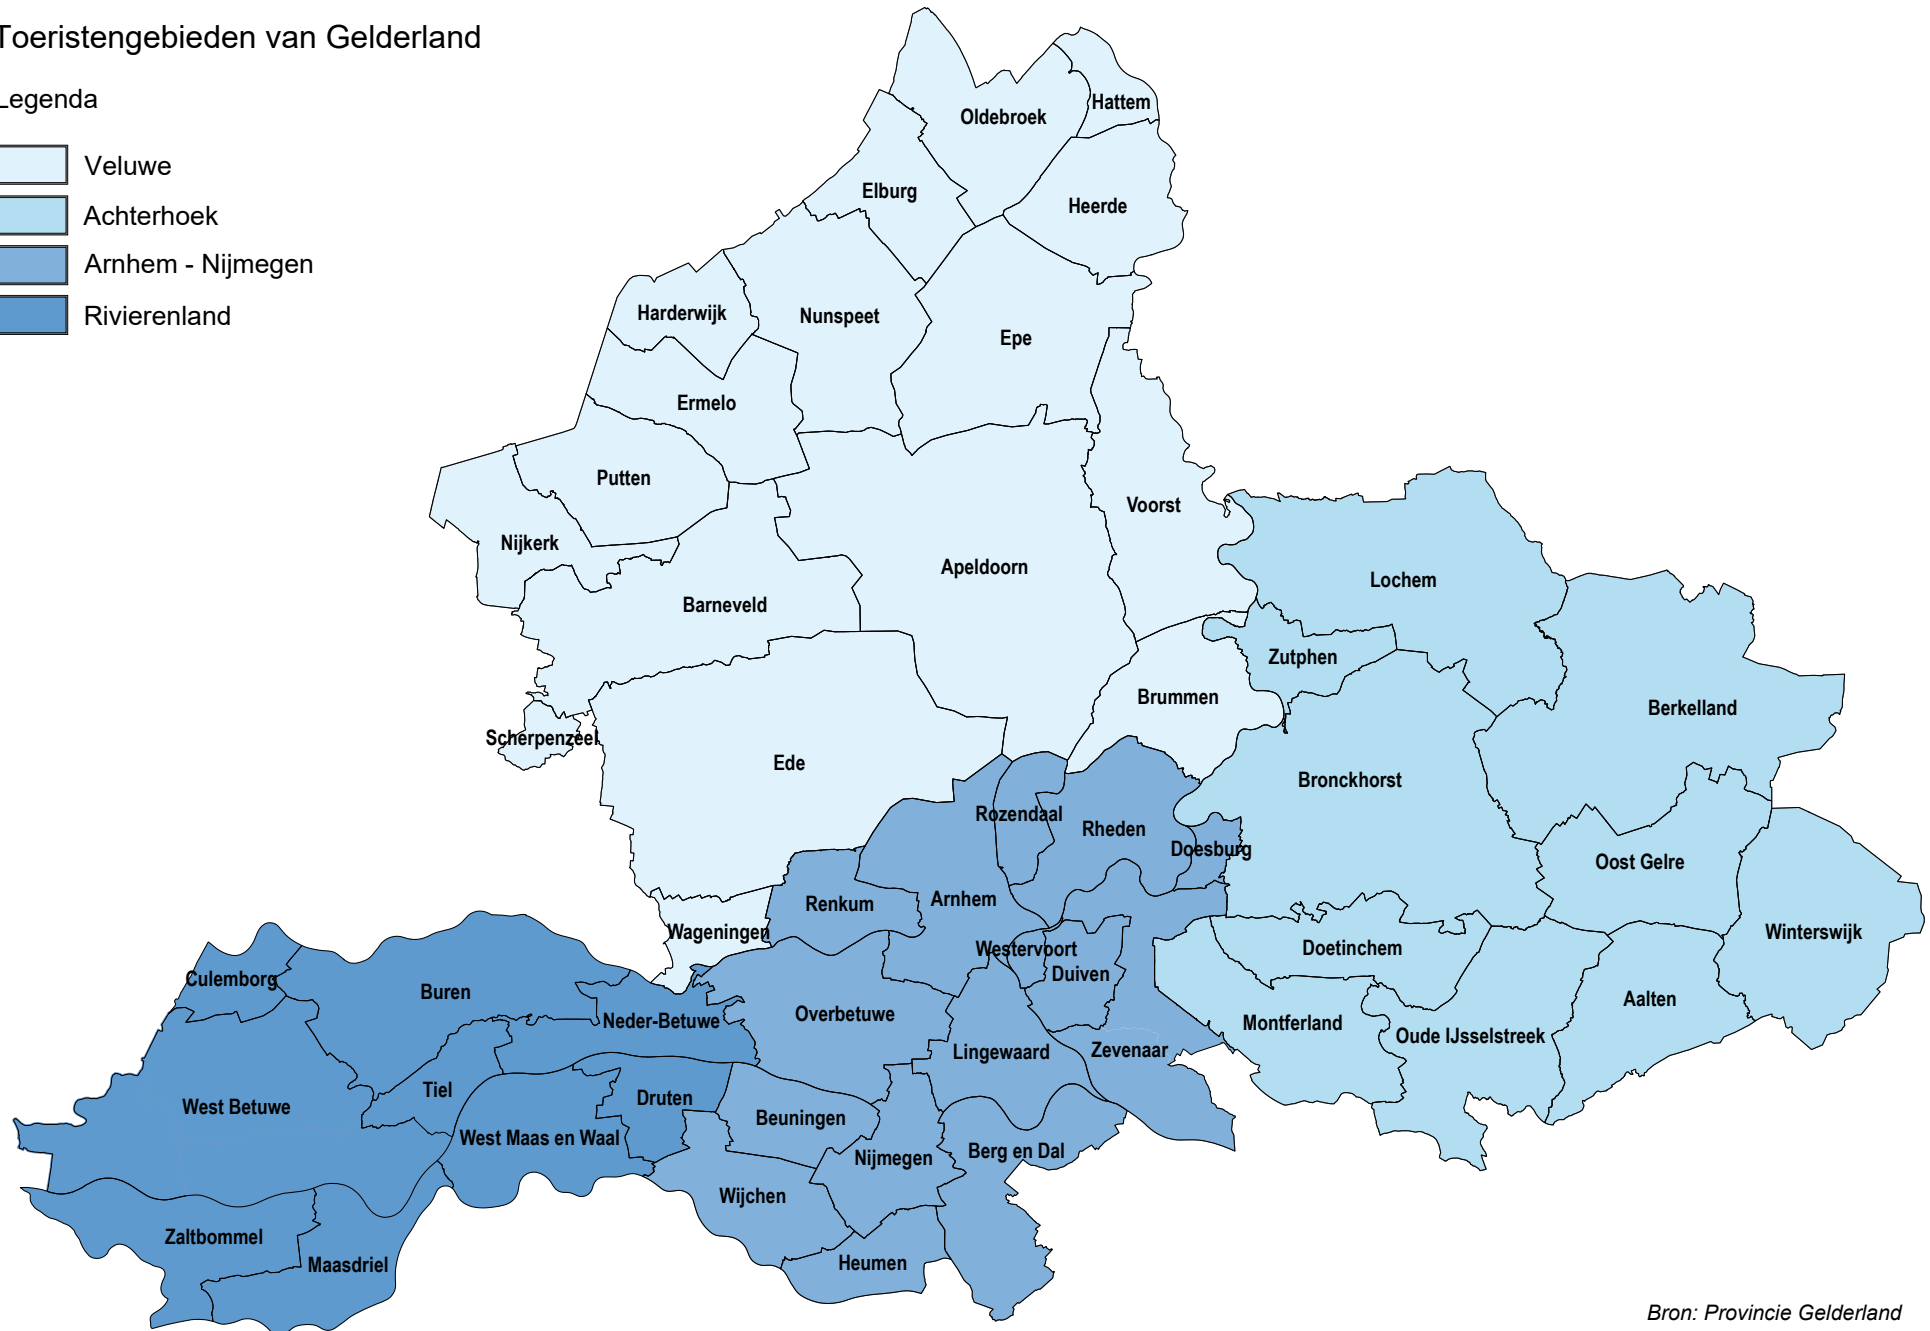 Toeristengebieden van Gelderland
Legenda
Veluwe
Achterhoek
Arnhem - Nijmegen
Rivierenland
Oldebroek
Hattem
Elburg
Heerde
Harderwijk
Nunspeet
Epe
Ermelo
Putten
Voorst
Nijkerk
Apeldoorn
Lochem
Barneveld
Zutphen
Brummen
Berkelland
Scherpenzeel
Ede
Bronckhorst
Rozendaal
Rheden
Doesburg
Oost Gelre
Renkum
Arnhem
Wageningen
Winterswijk
Westervoort
Doetinchem
Duiven
Culemborg
Buren
Aalten
Overbetuwe
Neder-Betuwe
Montferland
Oude IJsselstreek
Lingewaard
Zevenaar
Tiel
Druten
West Betuwe
Beuningen
West Maas en Waal
Berg en Dal
Nijmegen
Wijchen
Zaltbommel
Heumen
Maasdriel
Bron: Provincie Gelderland